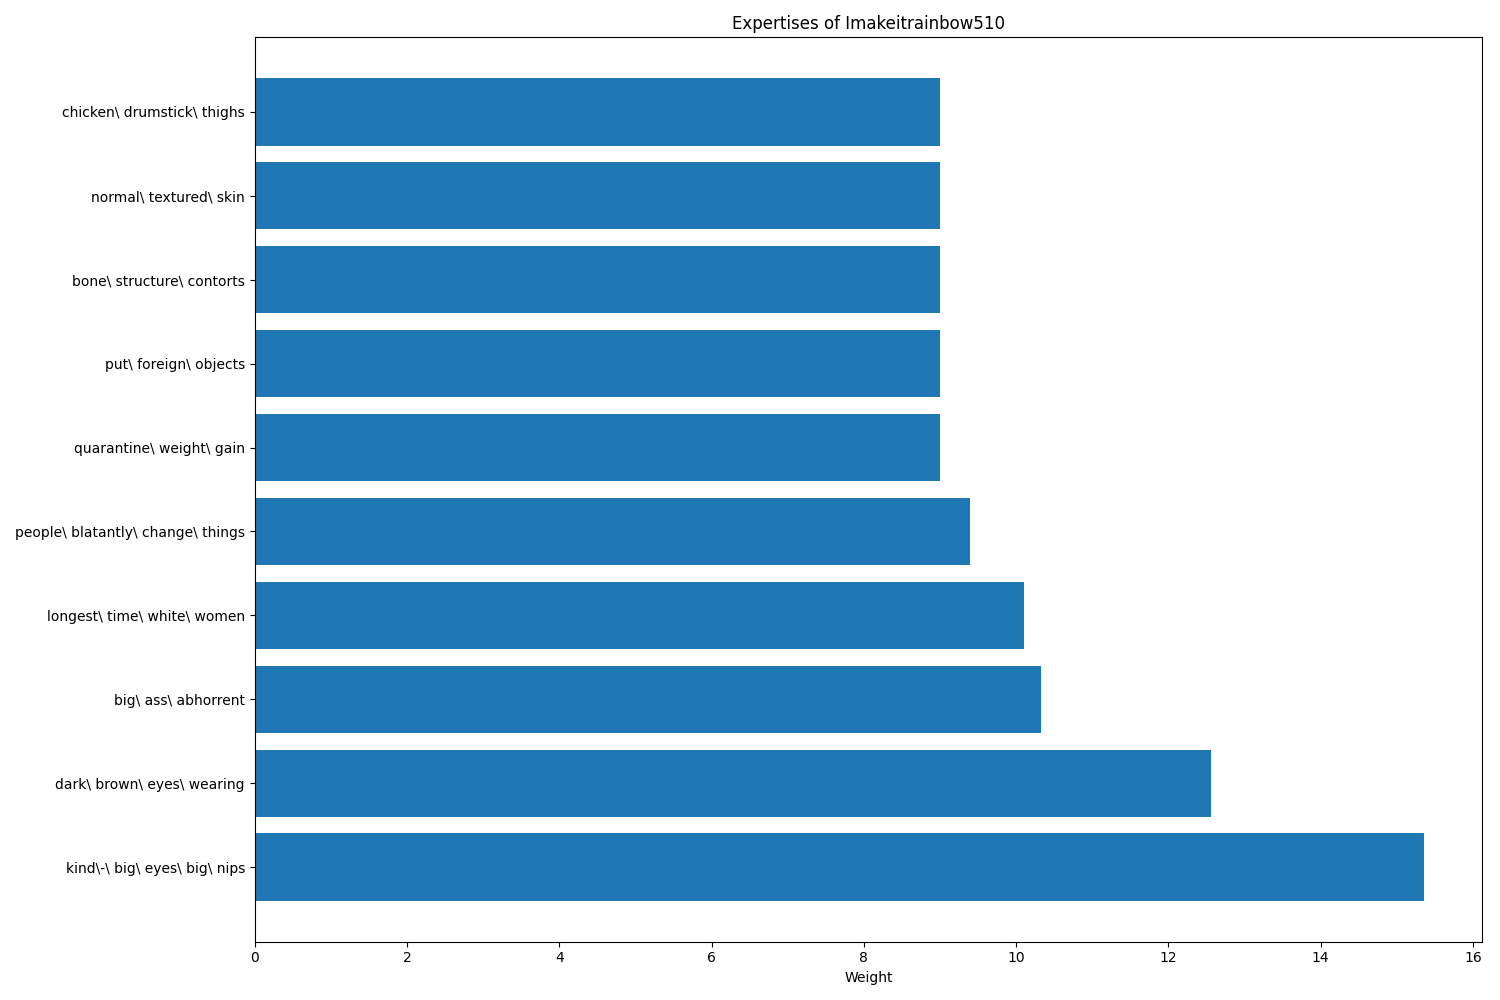 Expertises of Imakeitrainbow510
chicken\ drumstick\ thighs
normal\ textured\ skin
bone\ structure\ contorts
put\ foreign\ objects
quarantine\ weight\ gain
people\ blatantly\ change\ things
longest\ time\ white\ women
big\ ass\ abhorrent
dark\ brown\ eyes\ wearing
kind\-\ big\ eyes\ big\ nips
0 2 4 6 8 10 12 14 16
Weight